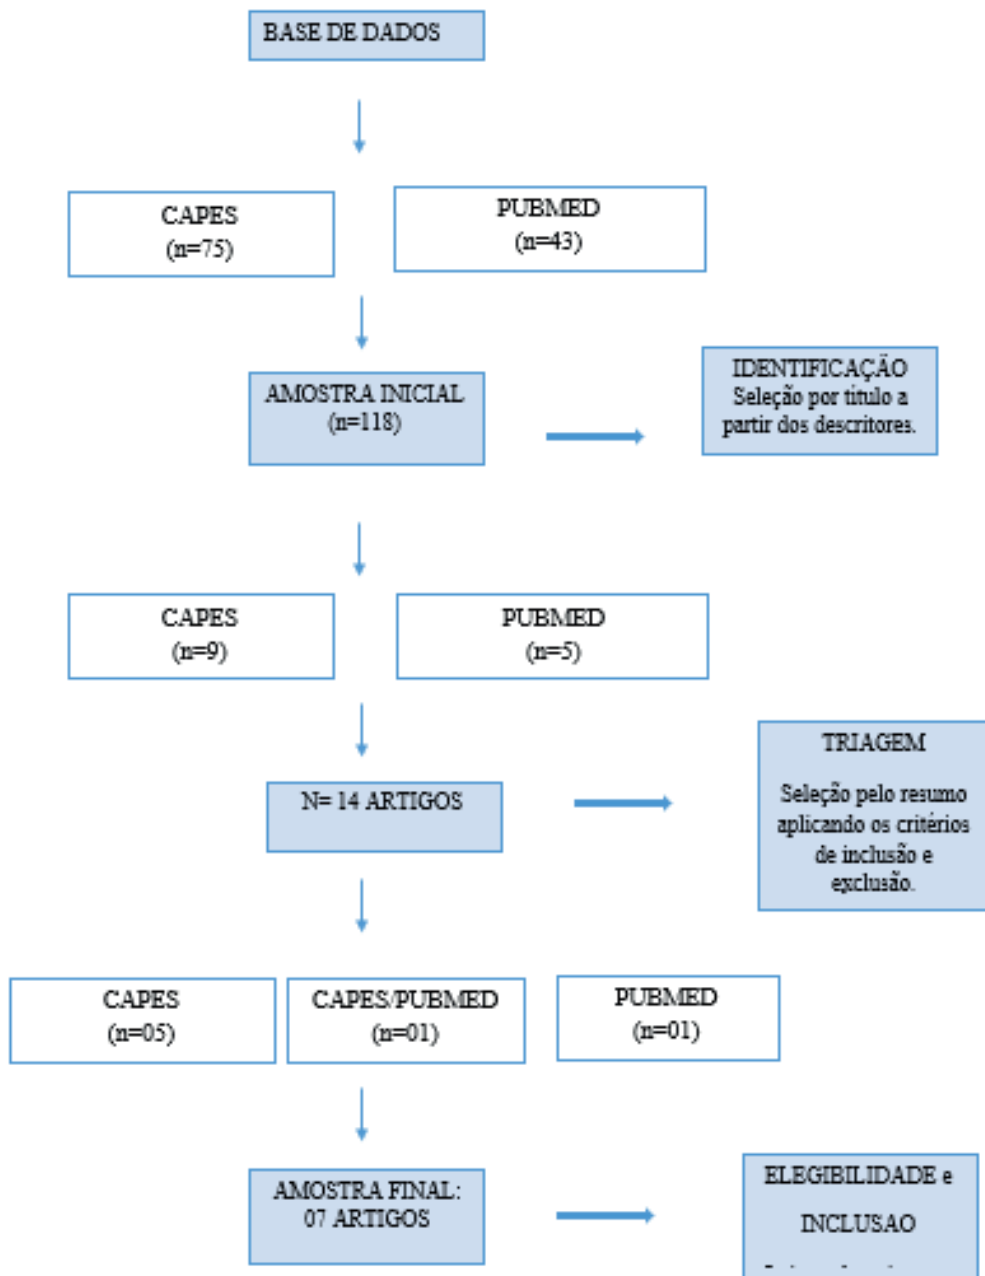 BASE DE DADOS
CAPES
(n=75)
PUBMED
(n=43)
AMOSTRA INICIAL
(n=118)
IDENTIFICAÇÃO
Seleção por título a
partir dos descritores.
CAPES
(n=9)
PUBMED
(n=5)
N= 14 ARTIGOS
TRIAGEM
Seleção pelo resumo
aplicando os critérios
de inclusão e
exclusão.
CAPES
(n=05)
CAPES/PUBMED
(n=01)
PUBMED
(n=01)
AMOSTRA FINAL:
07 ARTIGOS
ELEGIBILIDADE e
INCLUSAO